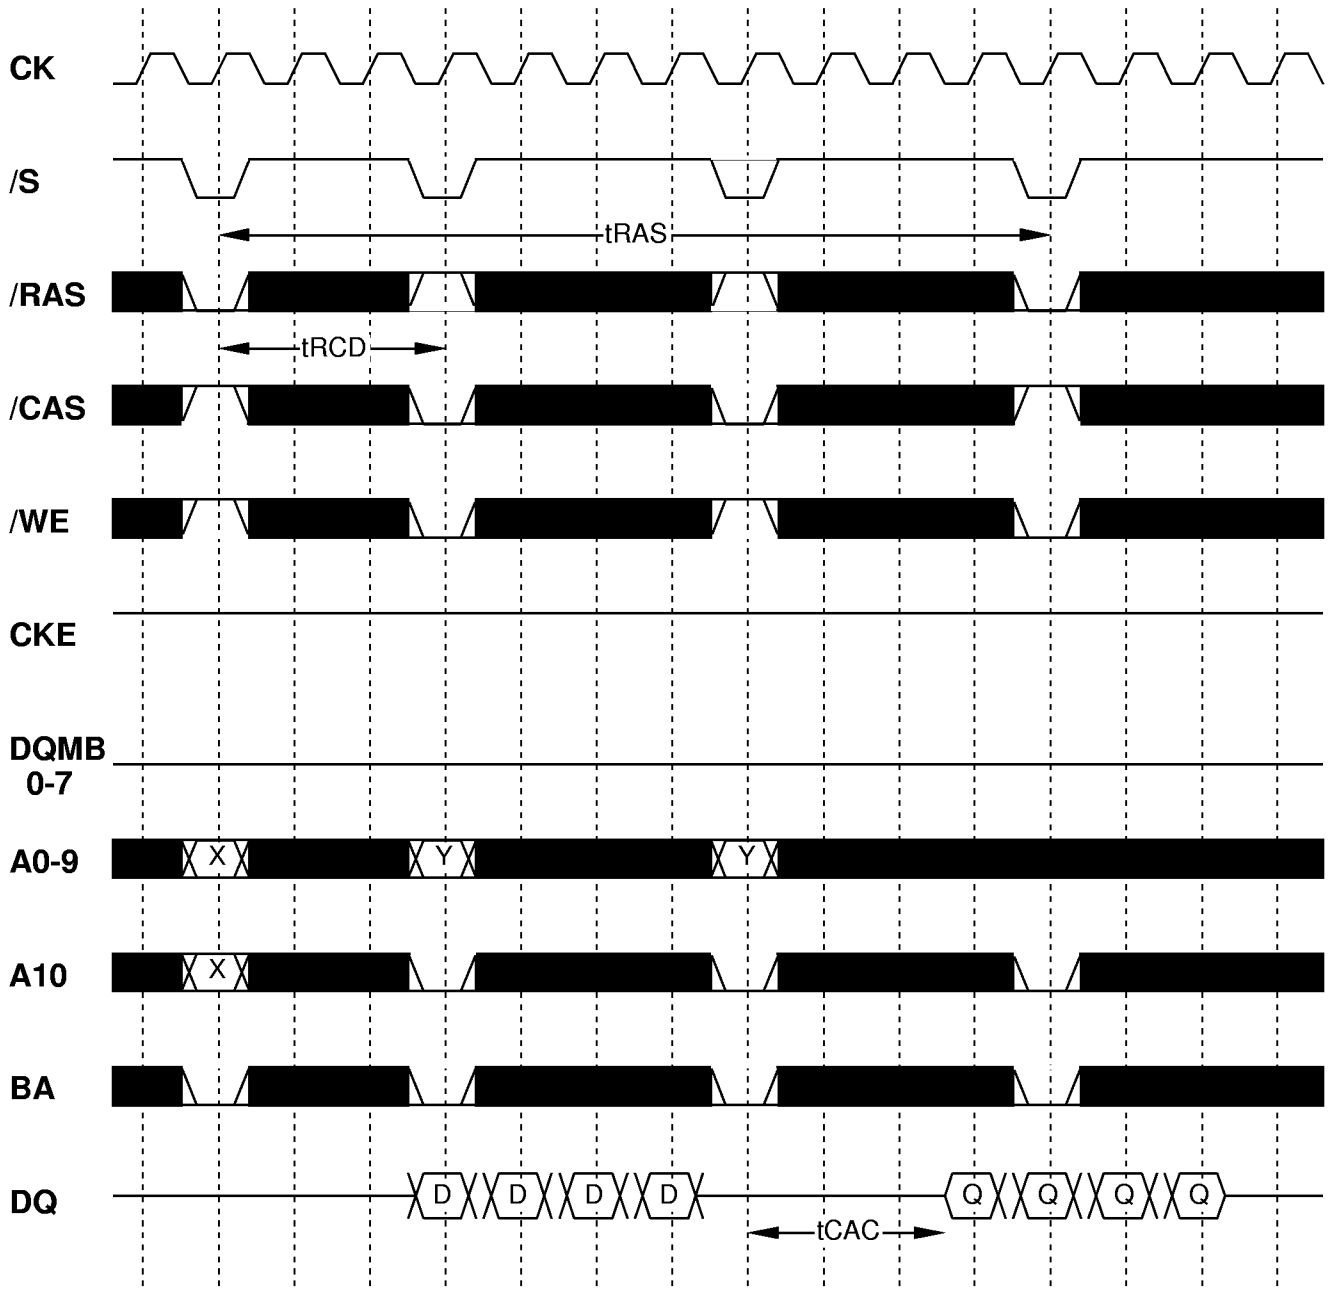 CK
/S
tRAS
/RAS
tRCD
/CAS
/WE
CKE
DQMB
0-7
A0-9 X Y Y
A10 X
BA
DQ D D D D Q Q Q Q
tCAC